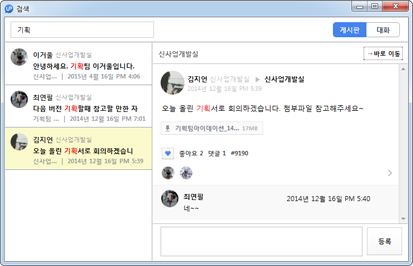 검색
기획
게시판
대화
이거울 신사업개발실
안녕하세요. 기획팀 이거울입니다.
신사업... | 2015년 4월 16일 PM 4:06
최연필 신사업개발실
다음 버전 기획할때 참고할 만한 자
기획팀 ... | 2014년 12월 16일 PM 7:01
김지언 신사업개발실
오늘 올린 기획서로 회의하겠습니
신사업... | 2014년 12월 16일 PM 5:39
신사업개발실
→바로 이동
김지언 신사업개발실 ▶ 신사업개발실
2014년 12월 16일 PM 5:39
오늘 올린 기획서로 회의하겠습니다. 첨부파일 참고해주세요~
기획팀아이데이션_14... 17MB
좋아요 2 댓글 1 #9190
최연필
2014년 12월 16일 PM 5:40
네~~
등록